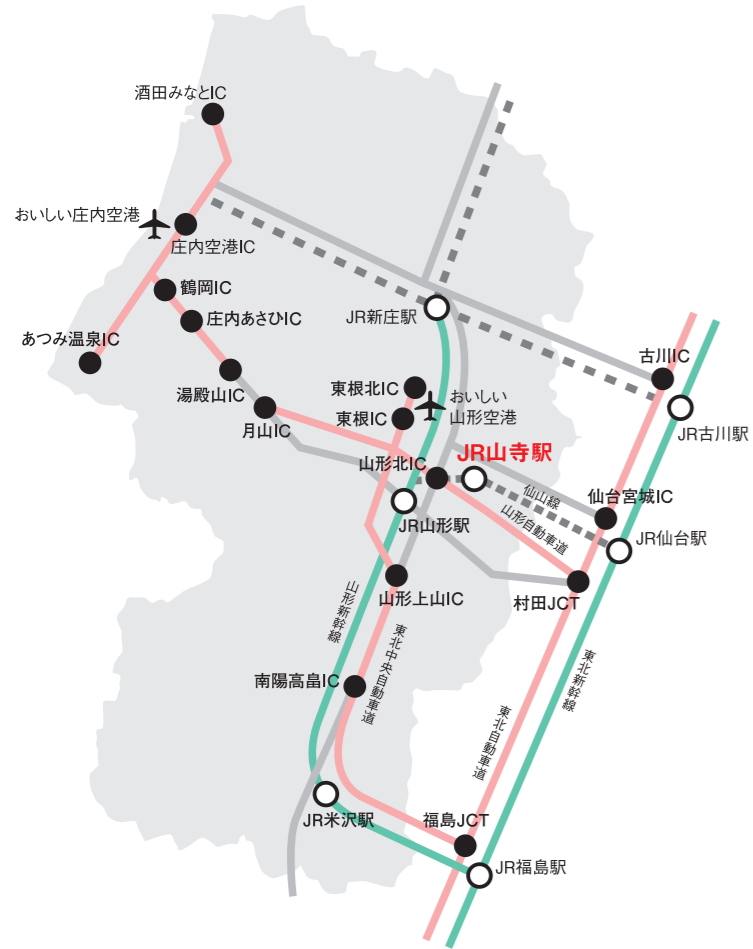 酒田みなとIC
おいしい庄内空港
庄内空港IC
鶴岡IC
庄内あさひIC
あつみ温泉IC
湯殿山IC
月山IC
JR新庄駅
東根北IC
東根IC
おいしい
山形空港
古川IC
JR古川駅
山形北IC
JR山寺駅
仙山線
山形自動車道
仙台宮城IC
JR仙台駅
JR山形駅
村田JCT
山形上山IC
山形新幹線
東北中央自動車道
南陽高畠IC
東北新幹線
東北自動車道
JR米沢駅
福島JCT
JR福島駅